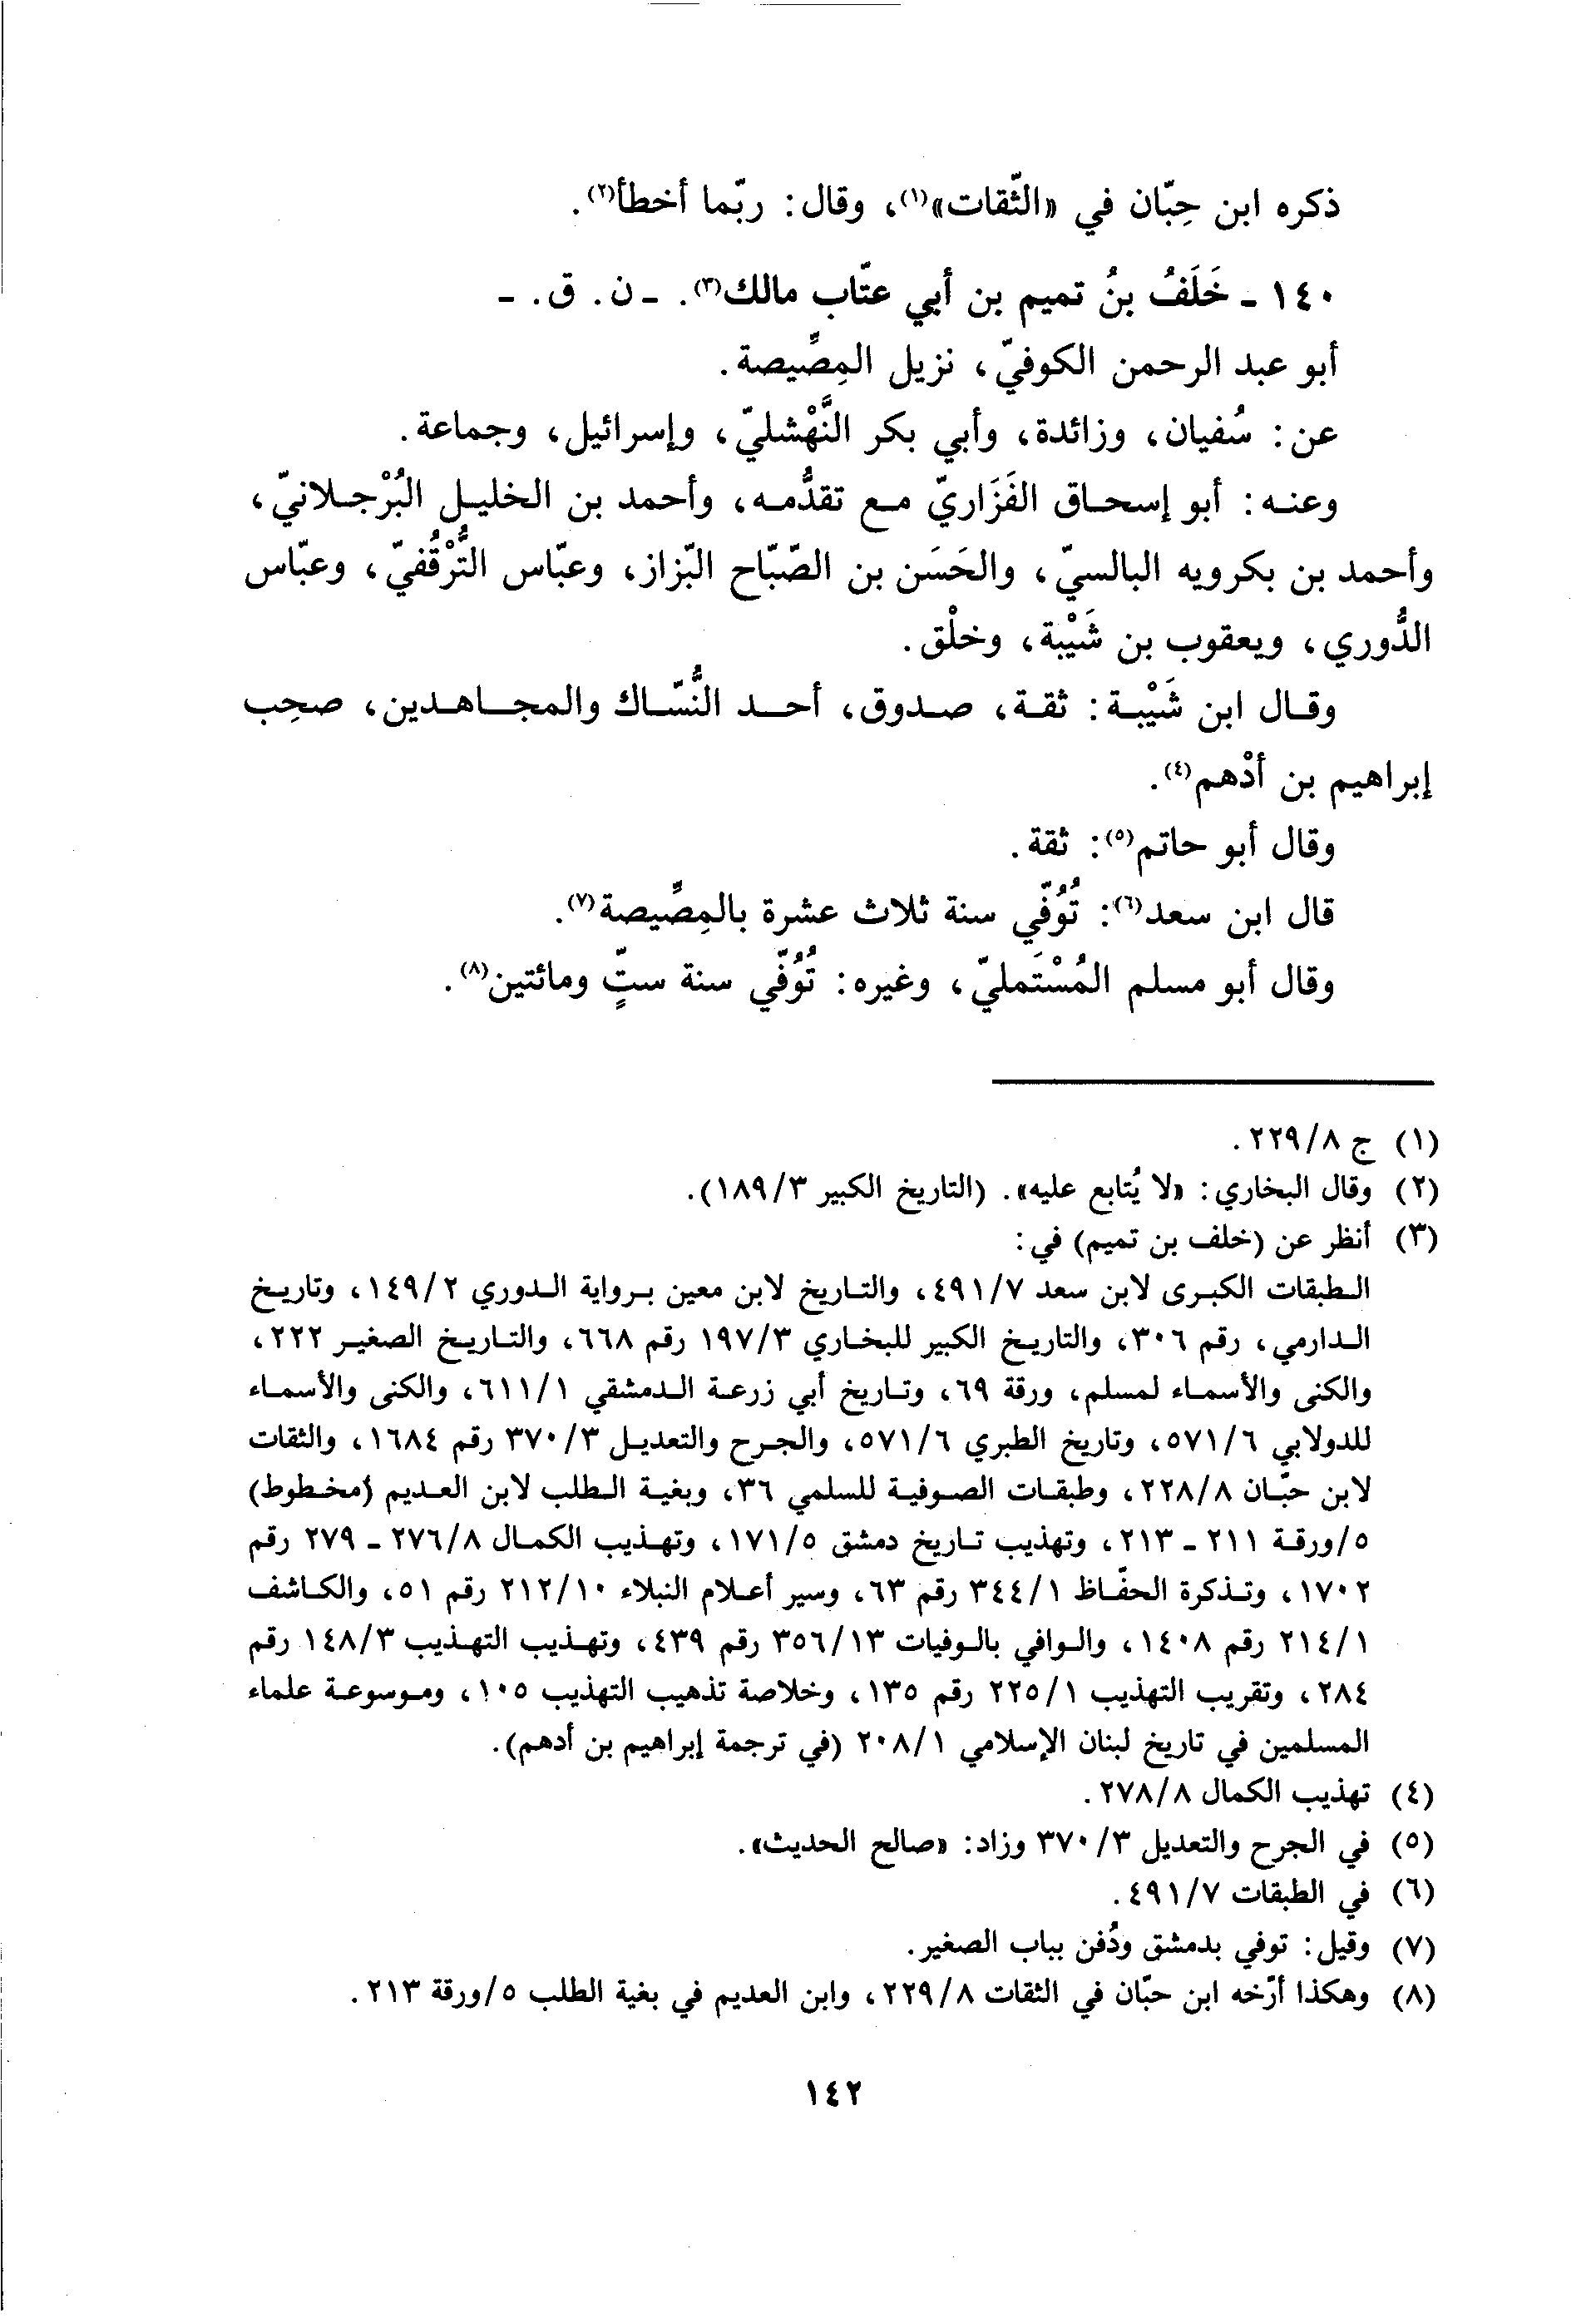 ذكره ابن حِبّان في «الثّقات»(١)، وقال: ربّما أخطأ(٢).
١٤٠ ـ خَلَفُ بنُ تميم بن أبي عتّاب مالك(٣). ـ ن. ق. ـ
أبو عبد الرحمن الكوفيّ، نزيل المِصِّيصة.
عن: سُفيان، وزائدة، وأبي بكر النَّهْشليّ، وإسرائيل، وجماعة.
وعنه: أبو إسحاق الفَزَاريّ مع تقدُّمه، وأحمد بن الخليل البُرْجلانيّ،
وأحمد بن بكرويه البالسيّ، والحَسَن بن الصّبّاح البّزاز، وعبّاس التُّرْقُفيّ، وعبّاس
الدُّوري، ويعقوب بن شَيْبة، وخلْق.
وقال ابن شَيْبة: ثقة، صدوق، أحد النُّسّاك والمجاهدين، صحِب
إبراهيم بن أدْهم(٤).
وقال أبو حاتم(٥): ثقة.
قال ابن سعد(٦): تُوُفّي سنة ثلاث عشرة بالمِصِّيصة(٧).
وقال أبو مسلم المُسْتَمليّ، وغيره: تُوُفّي سنة ستٍّ ومائتين(٨).
(١) ج ٢٢٩/٨.
(٢) وقال البخاري: «لا يُتابع عليه». (التاريخ الكبير ١٨٩/٣).
(٣) أنظر عن (خلف بن تميم) في:
الطبقات الكبرى لابن سعد ٤٩١/٧، والتاريخ لابن معين برواية الدوري ١٤٩/٢، وتاريخ
الدارمي، رقم ٣٠٦، والتاريخ الكبير للبخاري ١٩٧/٣ رقم ٦٦٨، والتاريخ الصغير ٢٢٢،
والكنى والأسماء لمسلم، ورقة ٦٩، وتاريخ أبي زرعة الدمشقي ٦١١/١، والكنى والأسماء
للدولابي ٥٧١/٦، وتاريخ الطبري ٥٧١/٦، والجرح والتعديل ٣٧٠/٣ رقم ١٦٨٤، والثقات
لابن حبّان ٢٢٨/٨، وطبقات الصوفية للسلمي ٣٦، وبغية الطلب لابن العديم (مخطوط)
٥/ورقة ٢١١ ـ ٢١٣، وتهذيب تاريخ دمشق ١٧١/٥، وتهذيب الكمال ٢٧٦/٨ ـ ٢٧٩ رقم
١٧٠٢، وتذكرة الحفّاظ ٣٤٤/١ رقم ٦٣، وسير أعلام النبلاء ٢١٢/١٠ رقم ٥١، والكاشف
٢١٤/١ رقم ١٤٠٨، والوافي بالوفيات ٣٥٦/١٣ رقم ٤٣٩، وتهذيب التهذيب ١٤٨/٣ رقم
٢٨٤، وتقريب التهذيب ٢٢٥/١ رقم ١٣٥، وخلاصة تذهيب التهذيب ١٠٥، وموسوعة علماء
المسلمين في تاريخ لبنان الإسلامي ٢٠٨/١ (في ترجمة إبراهيم بن أدهم).
(٤) تهذيب الكمال ٢٧٨/٨.
(٥) في الجرح والتعديل ٣٧٠/٣ وزاد: «صالح الحديث».
(٦) في الطبقات ٤٩١/٧.
(٧) وقيل: توفي بدمشق ودُفن بباب الصغير.
(٨) وهكذا أرّخه ابن حبّان في الثقات ٢٢٩/٨، وابن العديم في بغية الطلب ٥/ورقة ٢١٣.
١٤٢